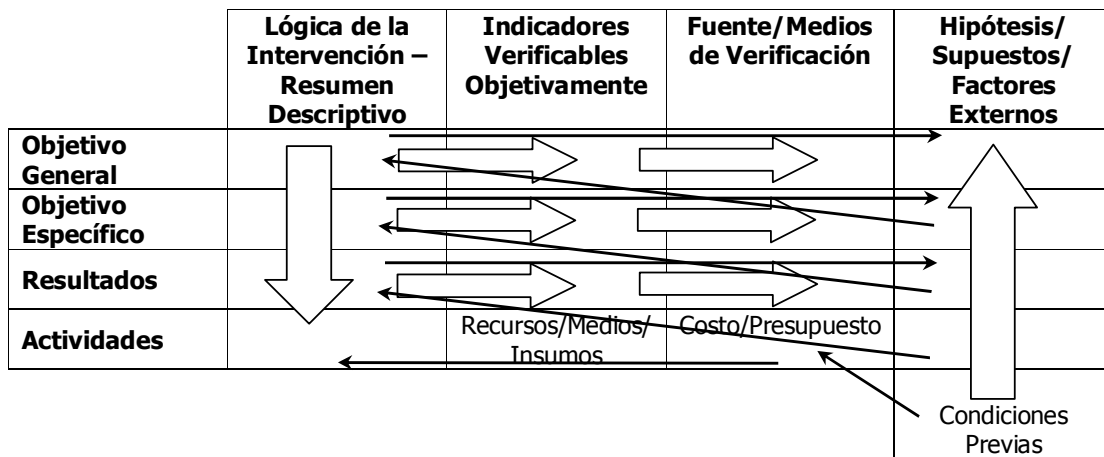 Lógica de la
Intervención –
Resumen
Descriptivo
Indicadores
Verificables
Objetivamente
Fuente/Medios
de Verificación
Hipótesis/
Supuestos/
Factores
Externos
Objetivo
General
Objetivo
Específico
Resultados
Actividades
Recursos/Medios/
Insumos
Costo/Presupuesto
Condiciones
Previas